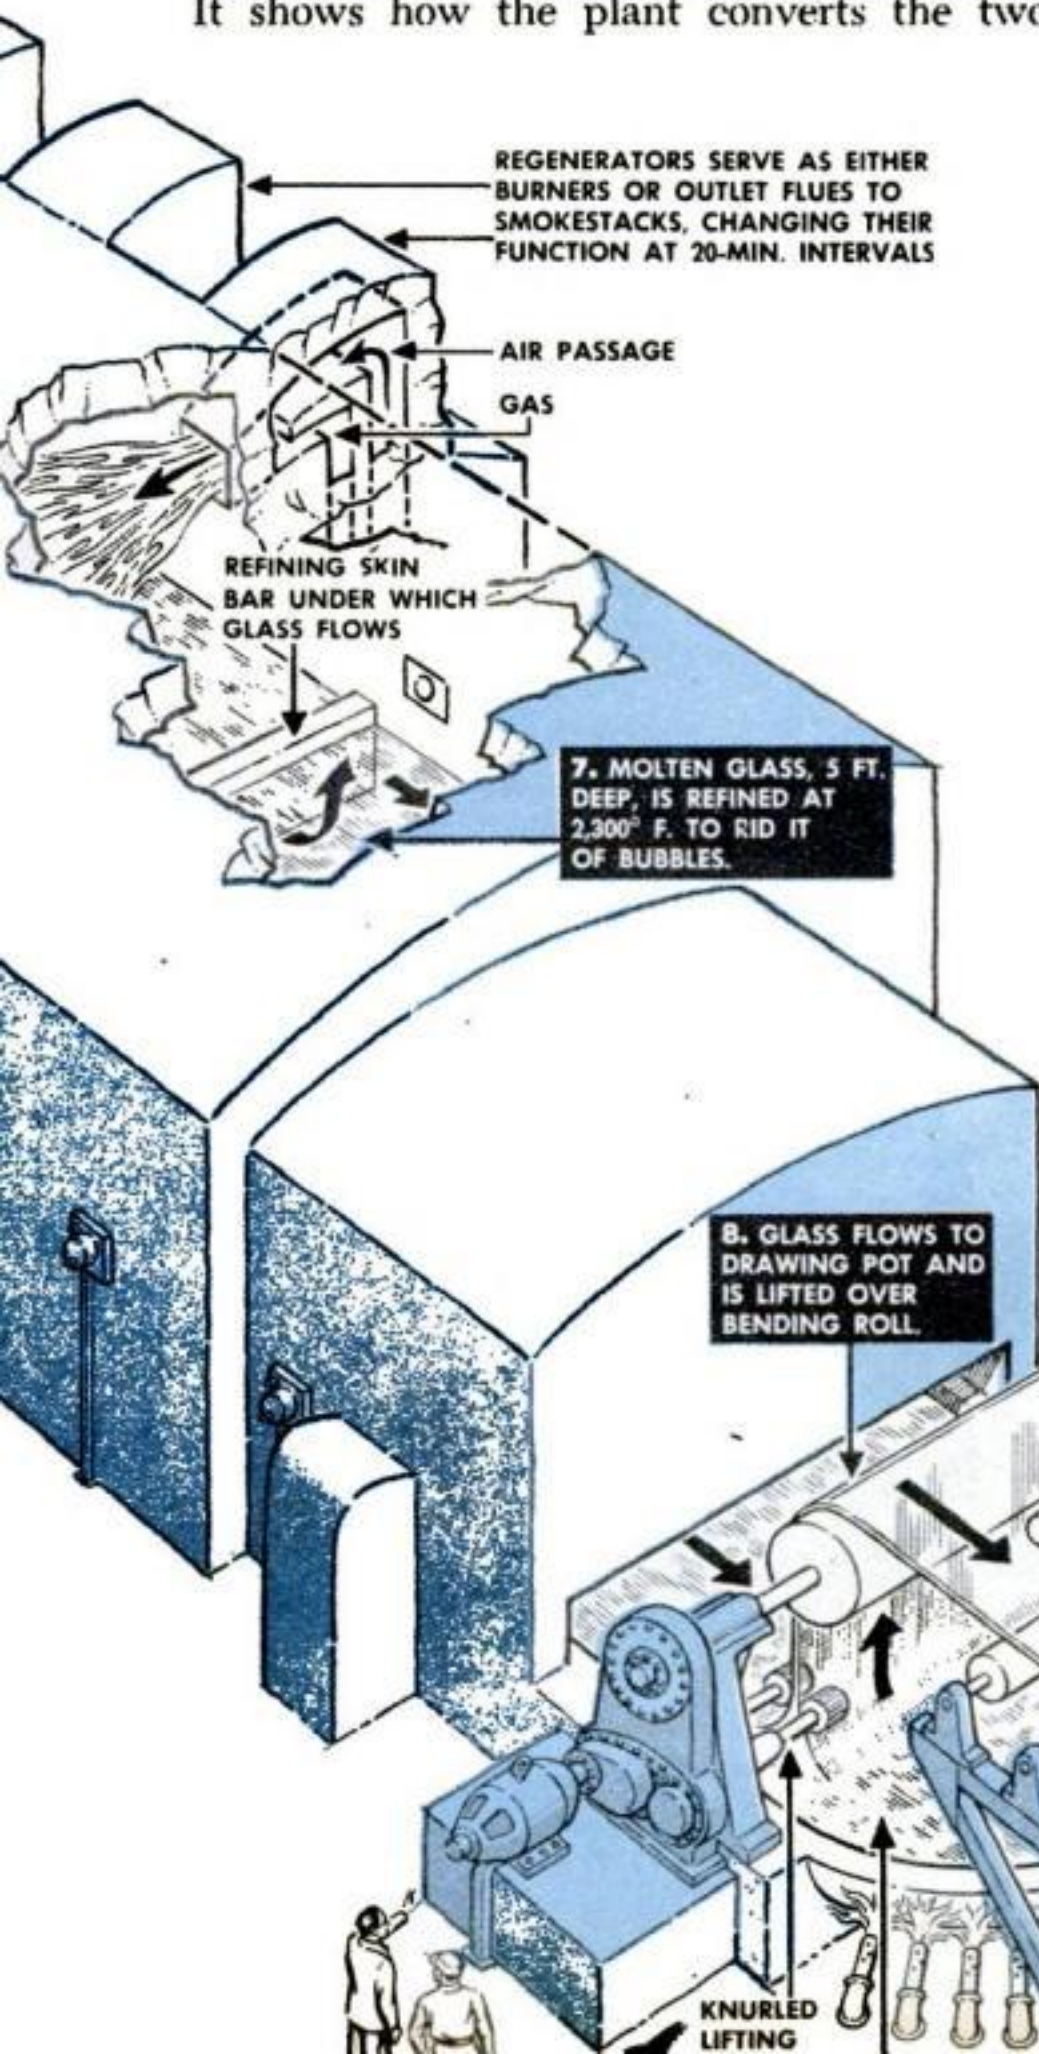 It shows how the plant converts the two
REGENERATORS SERVE AS EITHER
BURNERS OR OUTLET FLUES TO
SMOKESTACKS, CHANGING THEIR
FUNCTION AT 20-MIN. INTERVALS
AIR PASSAGE
GAS
REFINING SKIN
BAR UNDER WHICH
GLASS FLOWS
7. MOLTEN GLASS, 5 FT.
DEEP, IS REFINED AT
2,300° F. TO RID IT
OF BUBBLES.
8. GLASS FLOWS TO
DRAWING POT AND
IS LIFTED OVER
BENDING ROLL.
KNURLED
LIFTING